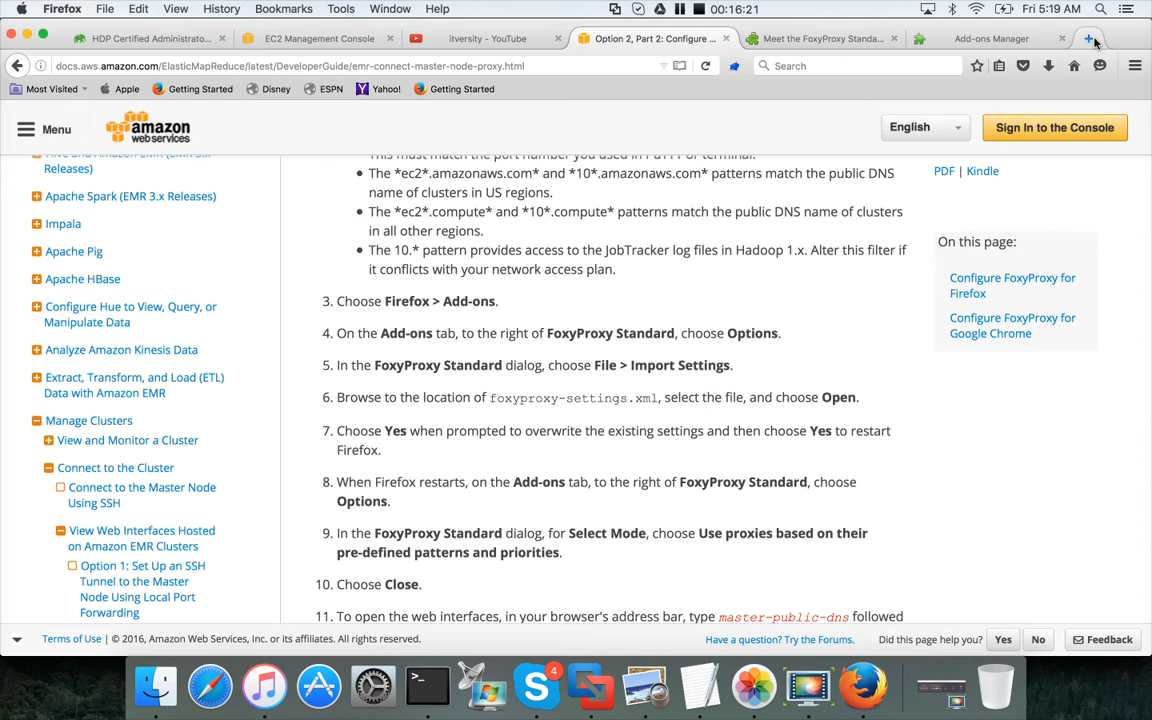 Firefox File Edit View History Bookmarks Tools Window Help 00:16:21 Fri 5:19 AM
HDP Certified Administrato... EC2 Management Console itversity - YouTube Option 2, Part 2: Configure ... Meet the FoxyProxy Standa... Add-ons Manager
docs.aws.amazon.com/ElasticMapReduce/latest/DeveloperGuide/emr-connect-master-node-proxy.html Search
Most Visited Apple Getting Started Disney ESPN Yahoo! Getting Started
Menu amazon web services English Sign In to the Console
Hive and Amazon EMR (EMR 3.x
Releases)
Apache Spark (EMR 3.x Releases)
Impala
Apache Pig
Apache HBase
Configure Hue to View, Query, or
Manipulate Data
Analyze Amazon Kinesis Data
Extract, Transform, and Load (ETL)
Data with Amazon EMR
Manage Clusters
View and Monitor a Cluster
Connect to the Cluster
Connect to the Master Node
Using SSH
View Web Interfaces Hosted
on Amazon EMR Clusters
Option 1: Set Up an SSH
Tunnel to the Master
Node Using Local Port
Forwarding
This must match the port number you used in PuTTY or terminal.
The *ec2*.amazonaws.com* and *10*.amazonaws.com* patterns match the public DNS
name of clusters in US regions.
The *ec2*.compute* and *10*.compute* patterns match the public DNS name of clusters
in all other regions.
The 10.* pattern provides access to the JobTracker log files in Hadoop 1.x. Alter this filter if
it conflicts with your network access plan.
3. Choose Firefox > Add-ons.
4. On the Add-ons tab, to the right of FoxyProxy Standard, choose Options.
5. In the FoxyProxy Standard dialog, choose File > Import Settings.
6. Browse to the location of foxyproxy-settings.xml, select the file, and choose Open.
7. Choose Yes when prompted to overwrite the existing settings and then choose Yes to restart
Firefox.
8. When Firefox restarts, on the Add-ons tab, to the right of FoxyProxy Standard, choose
Options.
9. In the FoxyProxy Standard dialog, for Select Mode, choose Use proxies based on their
pre-defined patterns and priorities.
10. Choose Close.
11. To open the web interfaces, in your browser's address bar, type master-public-dns followed
PDF | Kindle
On this page:
Configure FoxyProxy for
Firefox
Configure FoxyProxy for
Google Chrome
Terms of Use | © 2016, Amazon Web Services, Inc. or its affiliates. All rights reserved. Have a question? Try the Forums. Did this page help you? Yes No Feedback
4